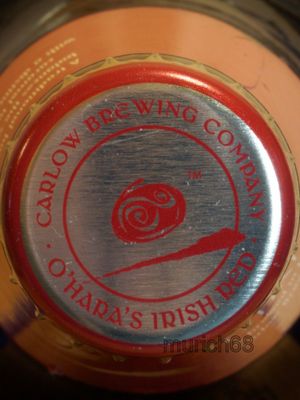 · CARLOW BREWING COMPANY ·
TM
O'HARA'S IRISH RED
murich68